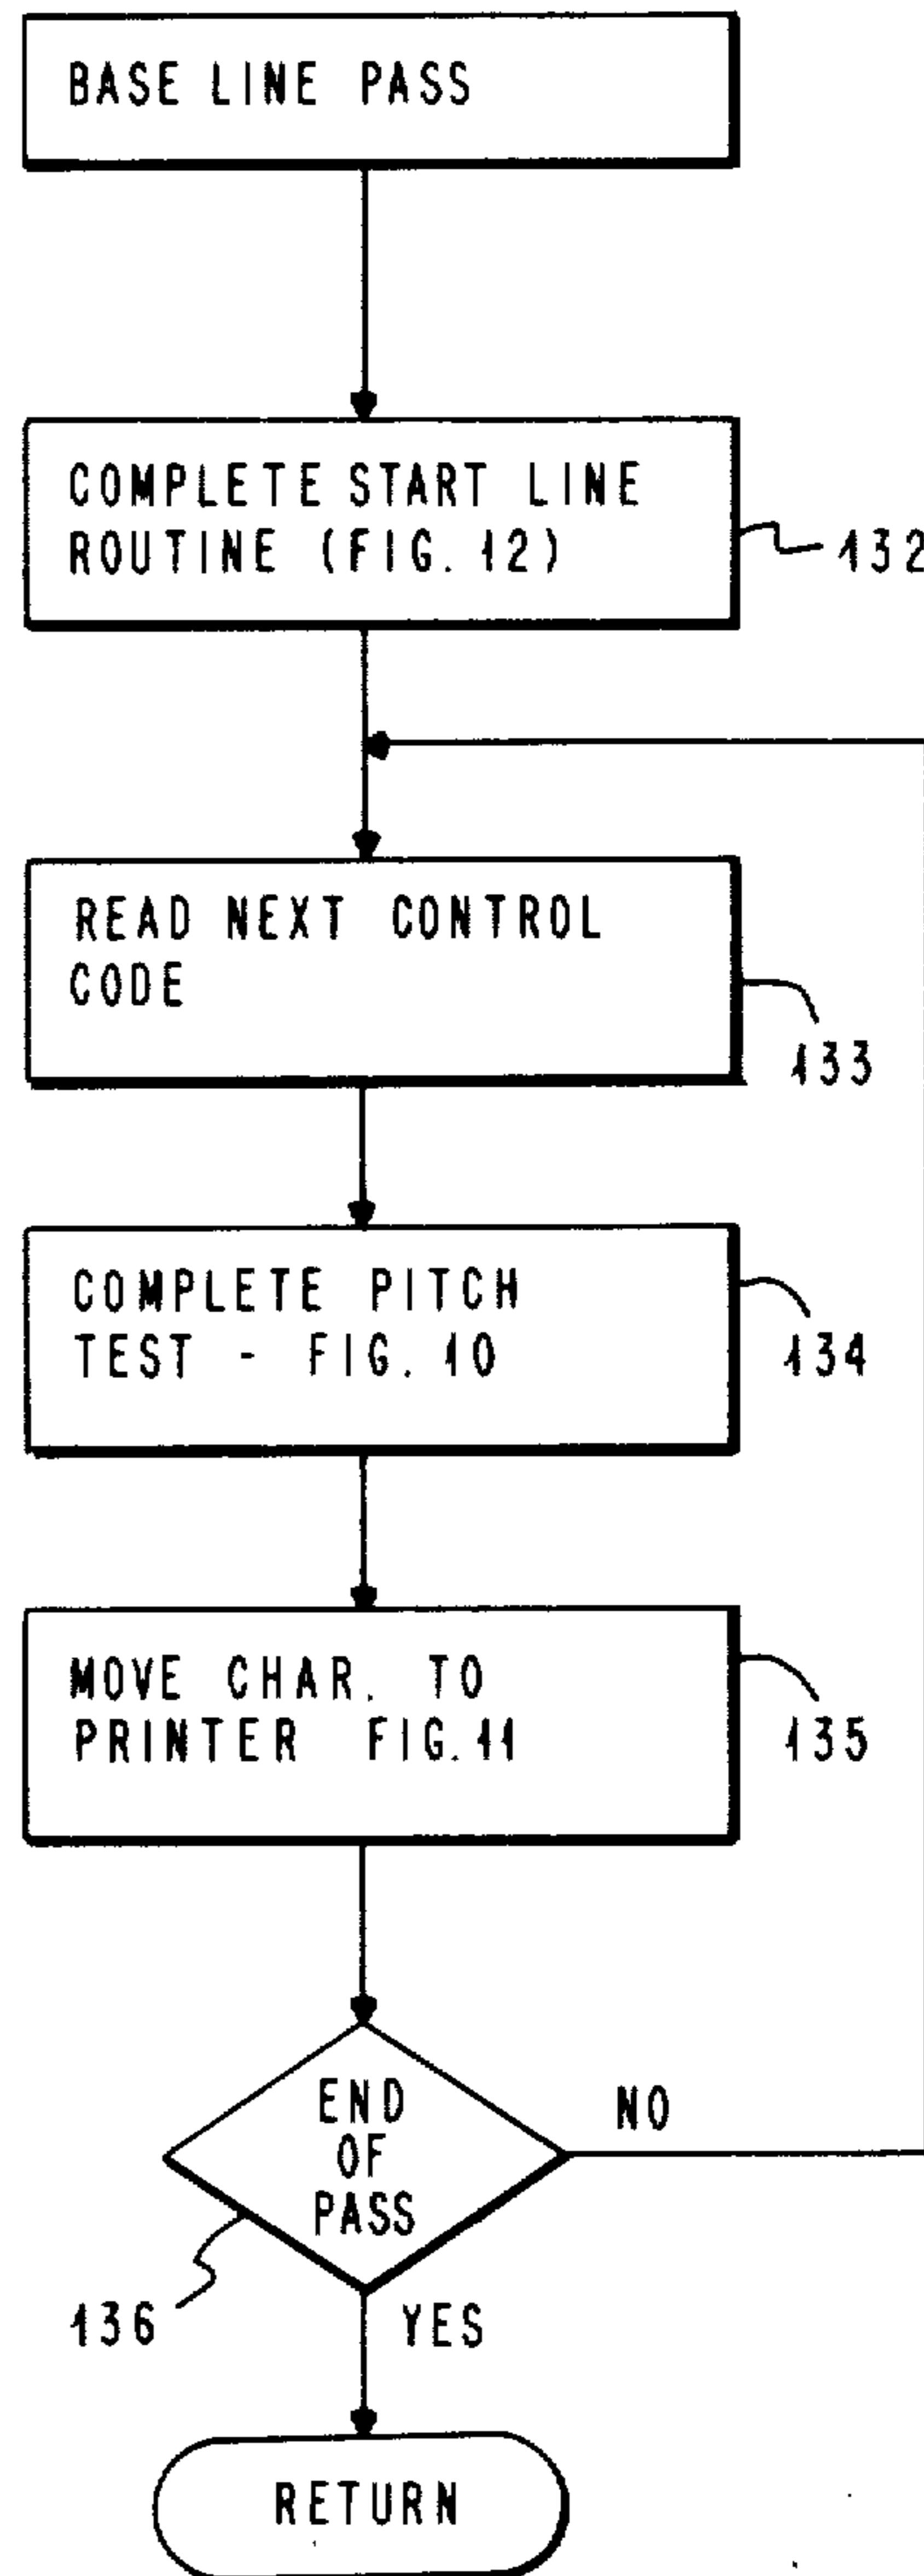 BASE LINE PASS
COMPLETE START LINE
ROUTINE (FIG. 12)
132
READ NEXT CONTROL
CODE
133
COMPLETE PITCH
TEST - FIG. 10
134
MOVE CHAR. TO
PRINTER FIG. 11
135
END
OF
PASS
NO
136
YES
RETURN